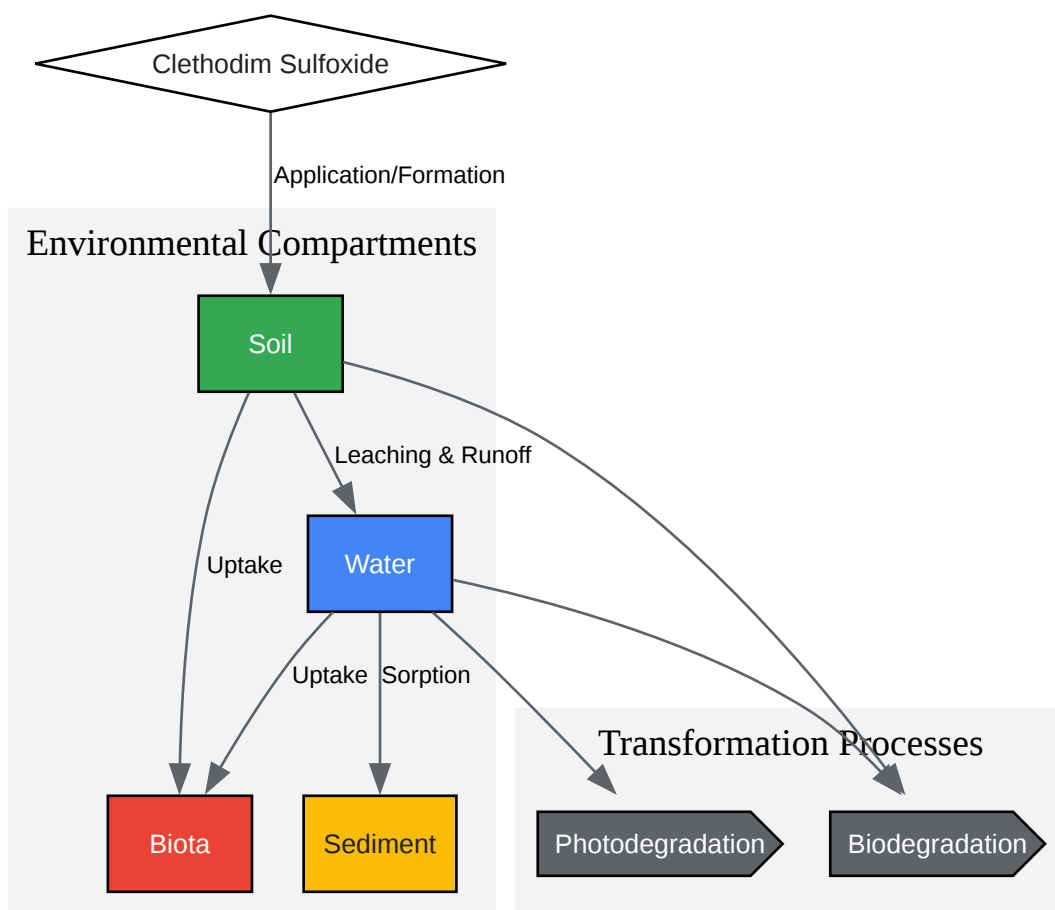 Clethodim Sulfoxide
Application/Formation
Environmental Compartments
Soil
Leaching & Runoff
Uptake
Water
Uptake
Sorption
Transformation Processes
Biota
Sediment
Photodegradation
Biodegradation